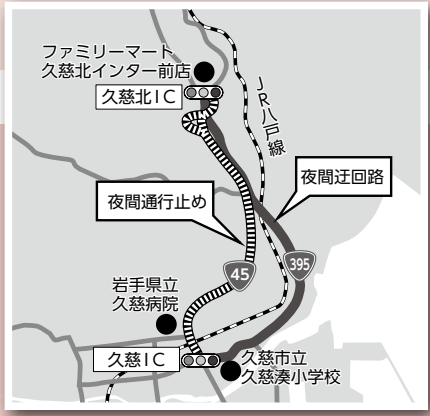 ファミリーマート
久慈北インター前店
久慈北IC
JR八戸線
夜間迂回路
夜間通行止め
45
395
岩手県立
久慈病院
久慈IC
久慈市立
久慈湊小学校